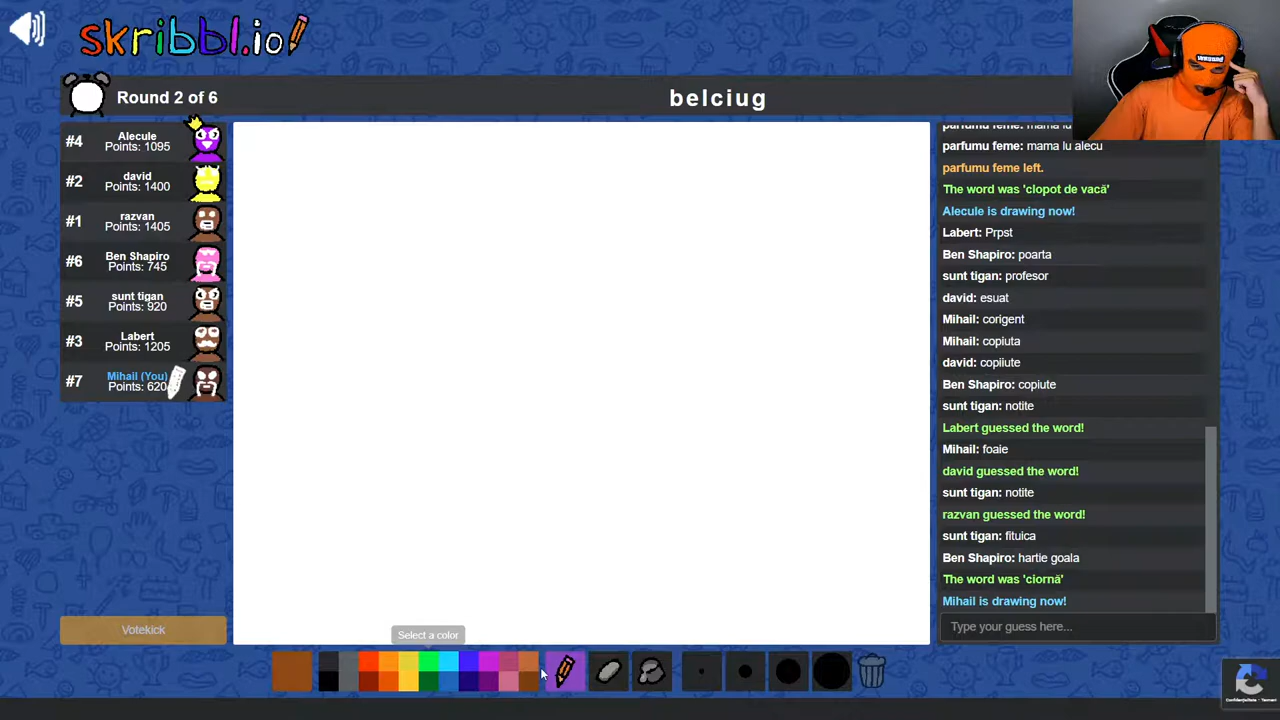 skribbl.io
Round 2 of 6
belciug
#4
Alecule
Points: 1095
#2
david
Points: 1400
#1
razvan
Points: 1405
#6
Ben Shapiro
Points: 745
#5
sunt tigan
Points: 920
#3
Labert
Points: 1205
#7
Mihail (You)
Points: 620
Votekick
Select a color
parfumu feme: mama lu alecu
parfumu feme left.
The word was 'clopot de vacă'
Alecule is drawing now!
Labert: Prpst
Ben Shapiro: poarta
sunt tigan: profesor
david: esuat
Mihail: corigent
Mihail: copiuta
david: copiiute
Ben Shapiro: copiute
sunt tigan: notite
Labert guessed the word!
Mihail: foaie
david guessed the word!
sunt tigan: notite
razvan guessed the word!
sunt tigan: fituica
Ben Shapiro: hartie goala
The word was 'ciornă'
Mihail is drawing now!
Type your guess here...